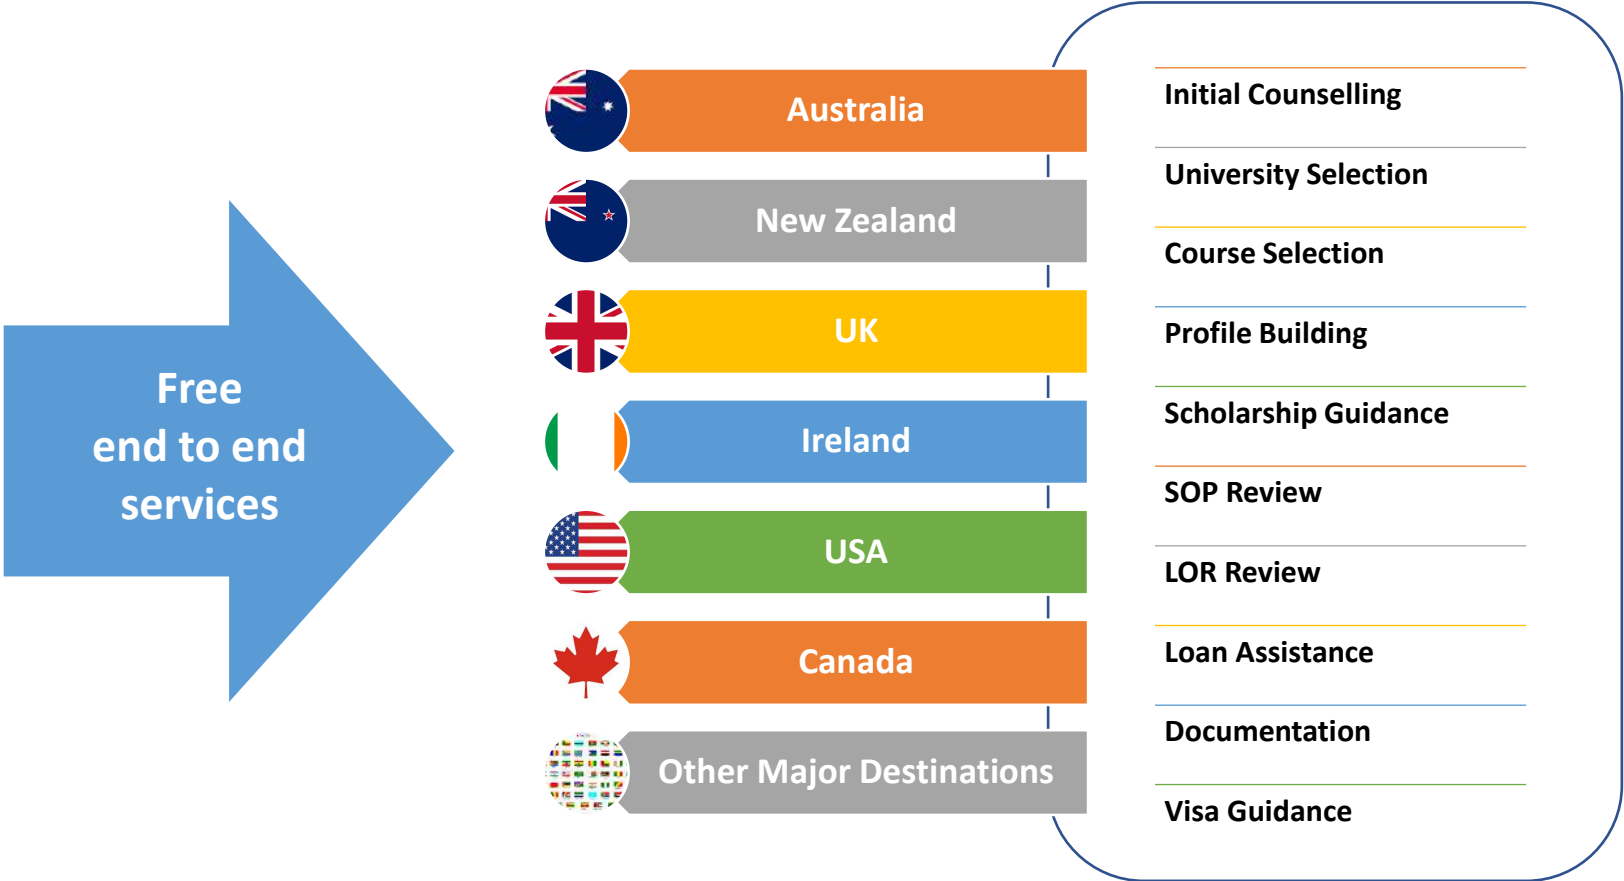 Free
end to end
services
Australia
New Zealand
UK
Ireland
USA
Canada
Other Major Destinations
Initial Counselling
University Selection
Course Selection
Profile Building
Scholarship Guidance
SOP Review
LOR Review
Loan Assistance
Documentation
Visa Guidance